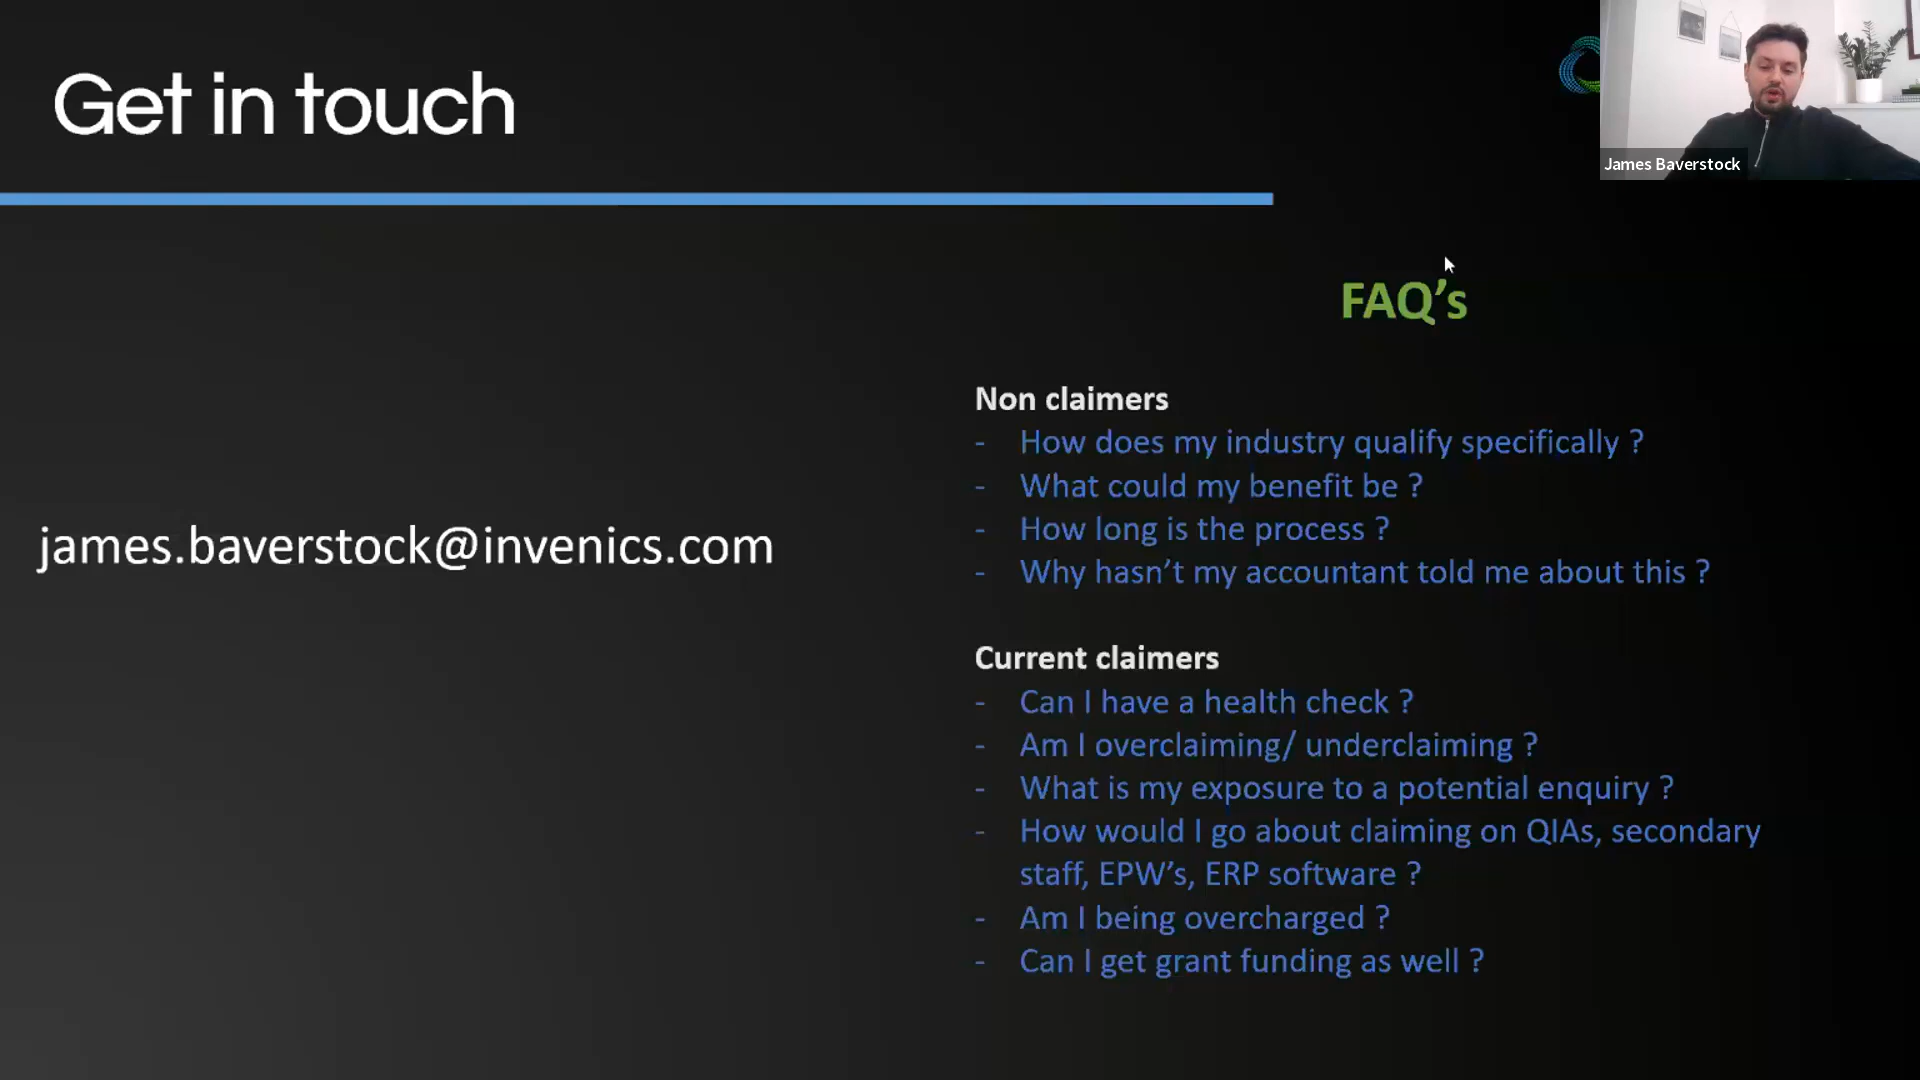 Get in touch
James Baverstock
FAQ’s
james.baverstock@invenics.com
Non claimers
- How does my industry qualify specifically ?
- What could my benefit be ?
- How long is the process ?
- Why hasn’t my accountant told me about this ?
Current claimers
- Can I have a health check ?
- Am I overclaiming/ underclaiming ?
- What is my exposure to a potential enquiry ?
- How would I go about claiming on QIAs, secondary
staff, EPW’s, ERP software ?
- Am I being overcharged ?
- Can I get grant funding as well ?